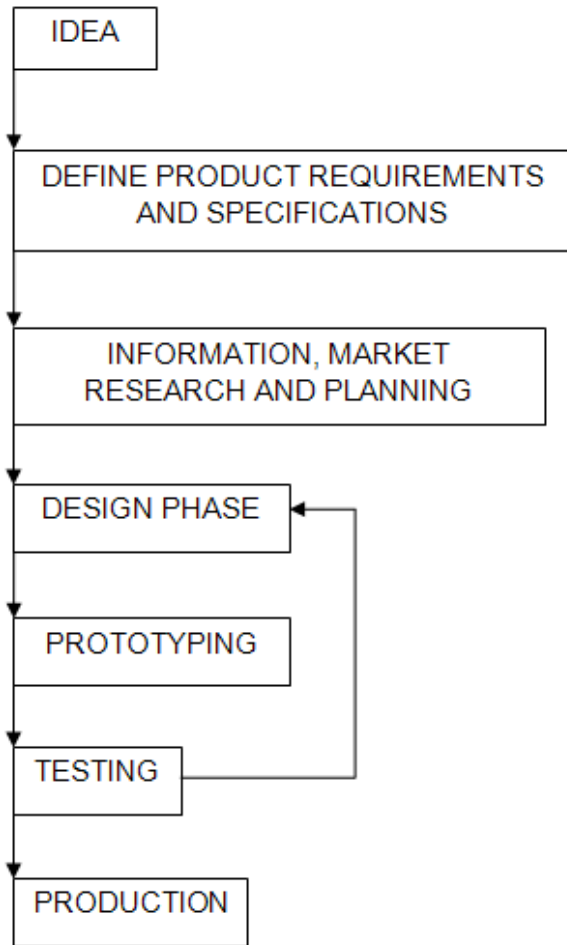 IDEA
DEFINE PRODUCT REQUIREMENTS
AND SPECIFICATIONS
INFORMATION, MARKET
RESEARCH AND PLANNING
DESIGN PHASE
PROTOTYPING
TESTING
PRODUCTION